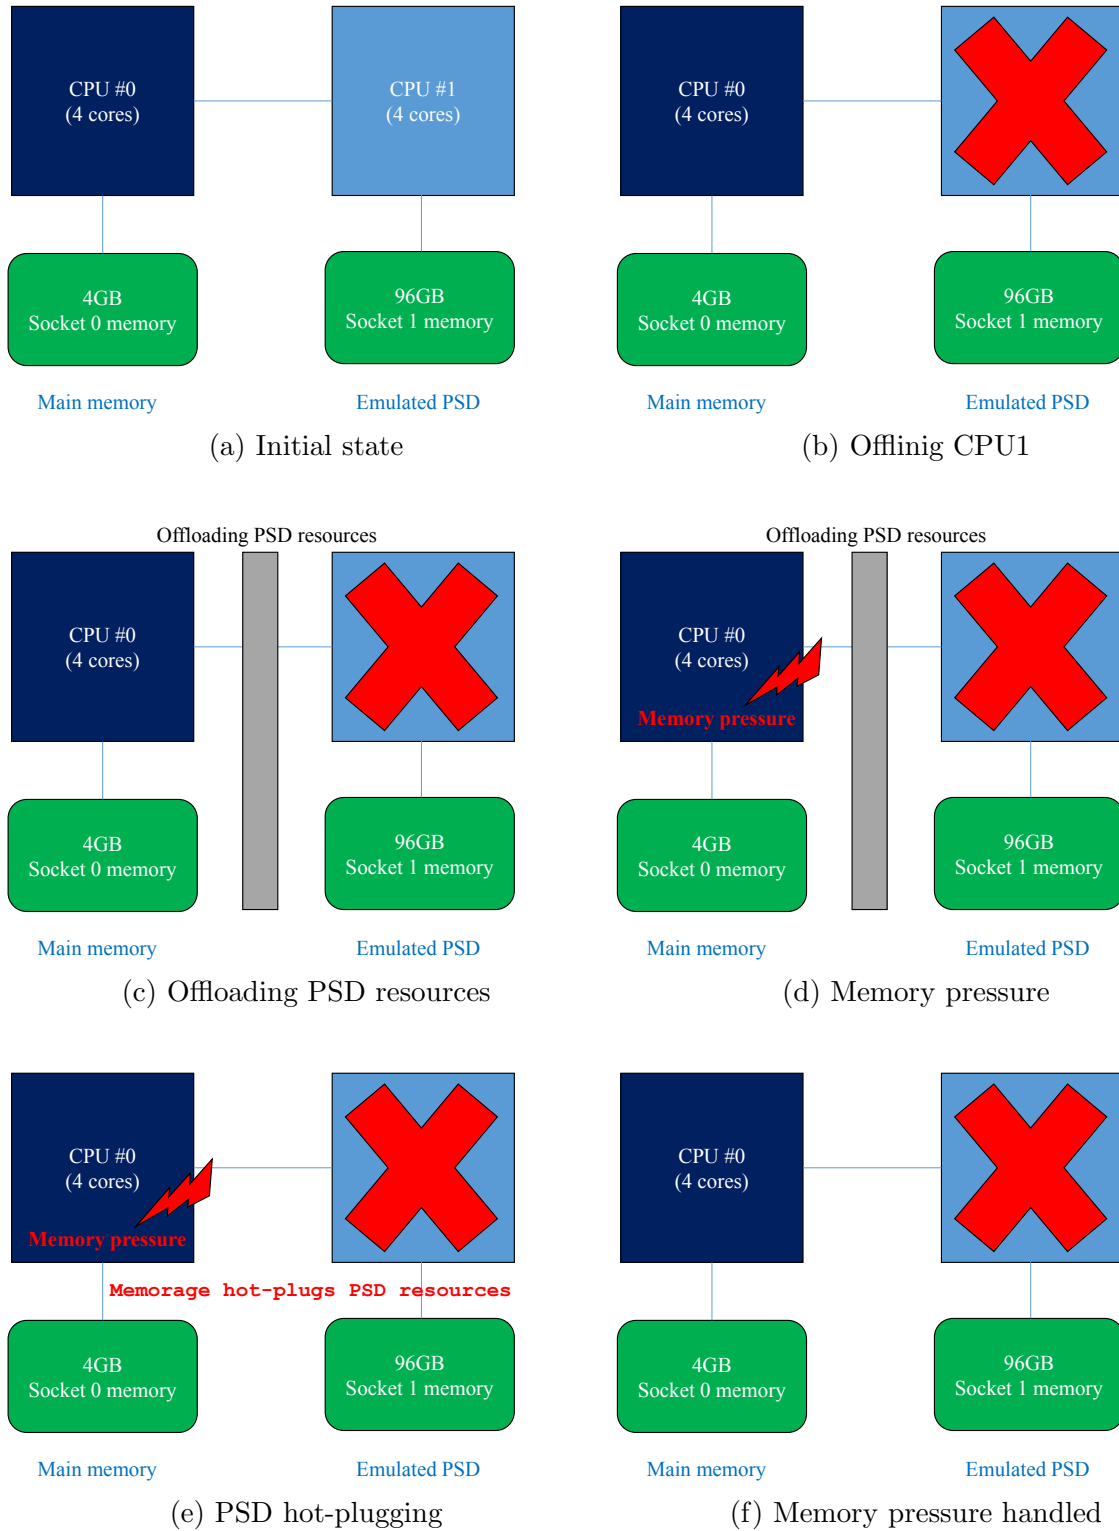 CPU #0
(4 cores)
CPU #1
(4 cores)
4GB
Socket 0 memory
96GB
Socket 1 memory
Main memory
Emulated PSD
(a) Initial state
CPU #0
(4 cores)
4GB
Socket 0 memory
96GB
Socket 1 memory
Main memory
Emulated PSD
(b) Offlinig CPU1
Offloading PSD resources
CPU #0
(4 cores)
4GB
Socket 0 memory
96GB
Socket 1 memory
Main memory
Emulated PSD
(c) Offloading PSD resources
Offloading PSD resources
CPU #0
(4 cores)
Memory pressure
4GB
Socket 0 memory
96GB
Socket 1 memory
Main memory
Emulated PSD
(d) Memory pressure
CPU #0
(4 cores)
Memory pressure
Memorage hot-plugs PSD resources
4GB
Socket 0 memory
96GB
Socket 1 memory
Main memory
Emulated PSD
(e) PSD hot-plugging
CPU #0
(4 cores)
4GB
Socket 0 memory
96GB
Socket 1 memory
Main memory
Emulated PSD
(f) Memory pressure handled